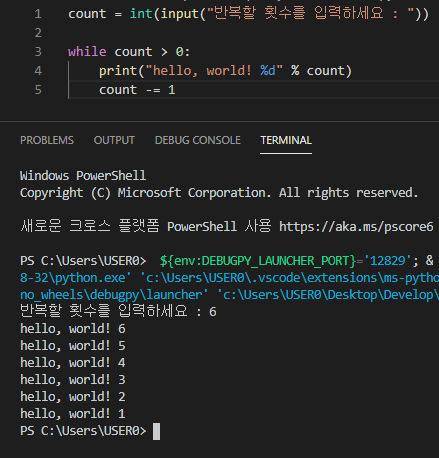 1 count = int(input("반복할 횟수를 입력하세요 : "))
2
3 while count > 0:
4 print("hello, world! %d" % count)
5 count -= 1
PROBLEMS OUTPUT DEBUG CONSOLE TERMINAL
Windows PowerShell
Copyright (C) Microsoft Corporation. All rights reserved.
새로운 크로스 플랫폼 PowerShell 사용 https://aka.ms/pscore6
PS C:\Users\USER0> ${env:DEBUGPY_LAUNCHER_PORT}='12829'; &
8-32\python.exe' 'c:\Users\USER0\.vscode\extensions\ms-pytho
no_wheels\debugpy\launcher' 'c:\Users\USER0\Desktop\Develop\
반복할 횟수를 입력하세요 : 6
hello, world! 6
hello, world! 5
hello, world! 4
hello, world! 3
hello, world! 2
hello, world! 1
PS C:\Users\USER0>